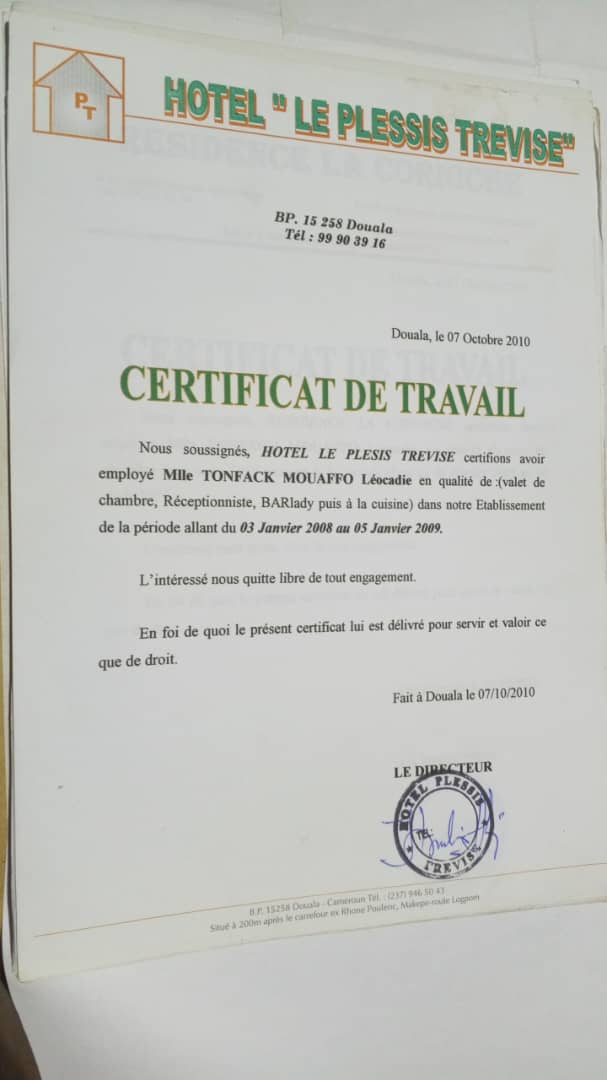 PT
HOTEL " LE PLESSIS TREVISE"
BP. 15 258 Douala
Tél : 99 90 39 16
Douala, le 07 Octobre 2010
CERTIFICAT DE TRAVAIL
Nous soussignés, HOTEL LE PLESIS TREVISE certifions avoir
employé Mlle TONFACK MOUAFFO Léocadie en qualité de :(valet de
chambre, Réceptionniste, BARlady puis à la cuisine) dans notre Etablissement
de la période allant du 03 Janvier 2008 au 05 Janvier 2009.
L'intéressé nous quitte libre de tout engagement.
En foi de quoi le présent certificat lui est délivré pour servir et valoir ce
que de droit.
Fait à Douala le 07/10/2010
LE DIRECTEUR
HOTEL PLESSIS
TEL:
TREVISE
B.P. 15258 Douala - Cameroun Tél. : (237) 946 50 43
Situé à 200m après le carrefour ex Rhone Poulenc, Makepe-route Logpom